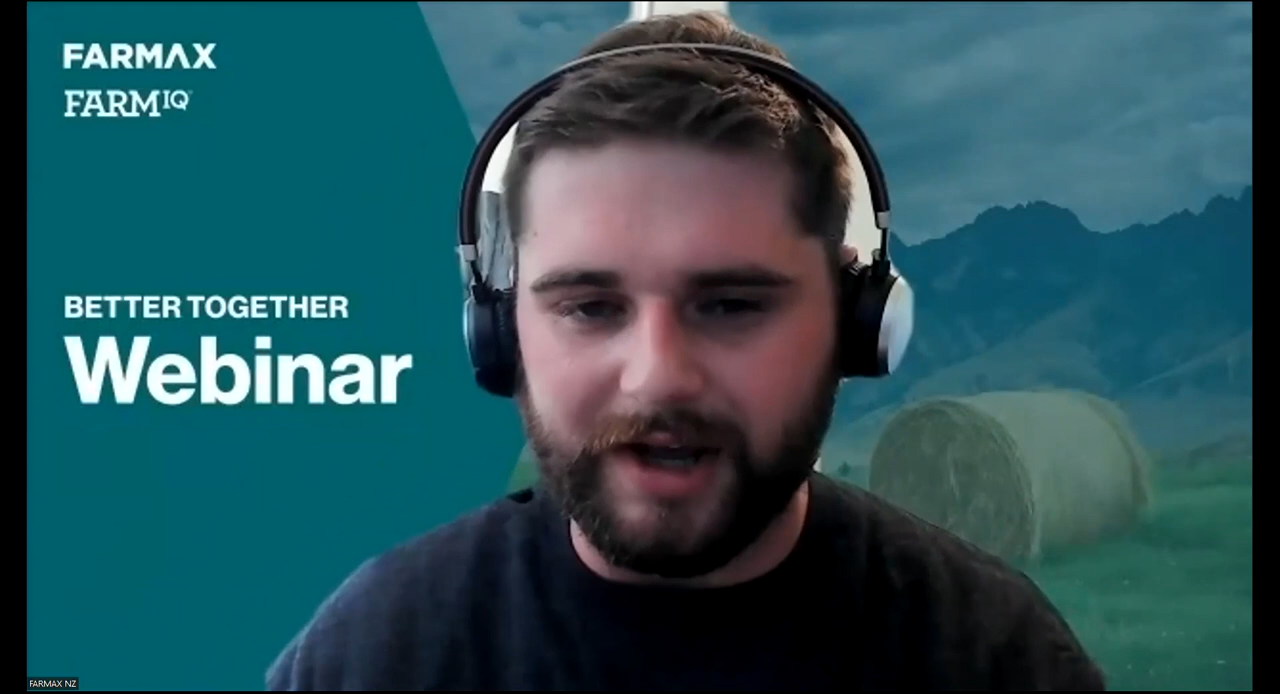 FARMAX
FARMIQ
BETTER TOGETHER
Webinar
FARMAX NZ